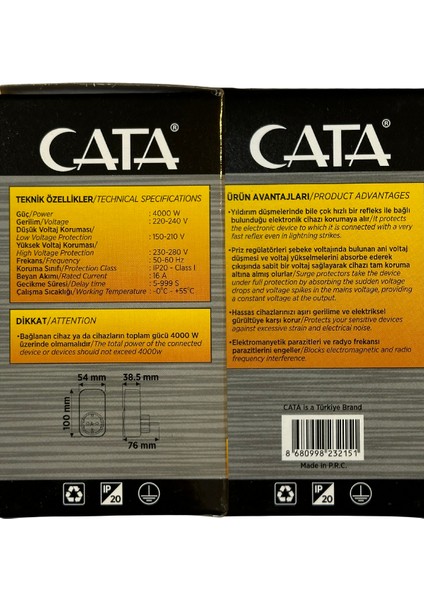 CATA®
TEKNİK ÖZELLİKLER/TECHNICAL SPECIFICATIONS
Güç/Power : 4000 W
Gerilim/Voltage : 220-240 V
Düşük Voltaj Koruması/
Low Voltage Protection : 150-210 V
Yüksek Voltaj Koruması/
High Voltage Protection : 230-280 V
Frekans/Frequency : 50-60 Hz
Koruma Sınıfı/Protection Class : IP20 - Class I
Beyan Akımı/Rated Current : 16 A
Gecikme Süresi/Delay time : 5-999 S
Çalışma Sıcaklığı/Working Temperature : -0°C - +55°C
DİKKAT/ATTENTION
•Bağlanan cihaz ya da cihazların toplam gücü 4000 W
üzerinde olmamalıdır/The total power of the connected
device or devices should not exceed 4000w
54 mm
38.5 mm
100 mm
76 mm
IP
20
CATA®
ÜRÜN AVANTAJLARI/PRODUCT ADVANTAGES
•Yıldırım düşmelerinde bile çok hızlı bir refleks ile bağlı
bulunduğu elektronik cihazı korumaya alır/it protects
the electronic device to which it is connected with a very
fast reflex even in lightning strikes.
•Priz regülatörleri şebeke voltajında bulunan ani voltaj
düşmesi ve voltaj yükselmelerini absorbe ederek
çıkışında sabit bir voltaj sağlayarak cihazı tam koruma
altına almış olurlar/Surge protectors take the device
under full protection by absorbing the sudden voltage
drops and voltage spikes in the mains voltage, providing
a constant voltage at the output.
•Hassas cihazlarınızı aşırı gerilime ve elektriksel
gürültüye karşı korur/Protects your sensitive devices
against excessive strain and electrical noise.
•Elektromanyetik parazitleri ve radyo frekansı
parazitlerini engeller/Blocks electromagnetic and radio
frequency interference.
CATA is a Türkiye Brand
8 680998 232151
Made in P.R.C.
IP
20